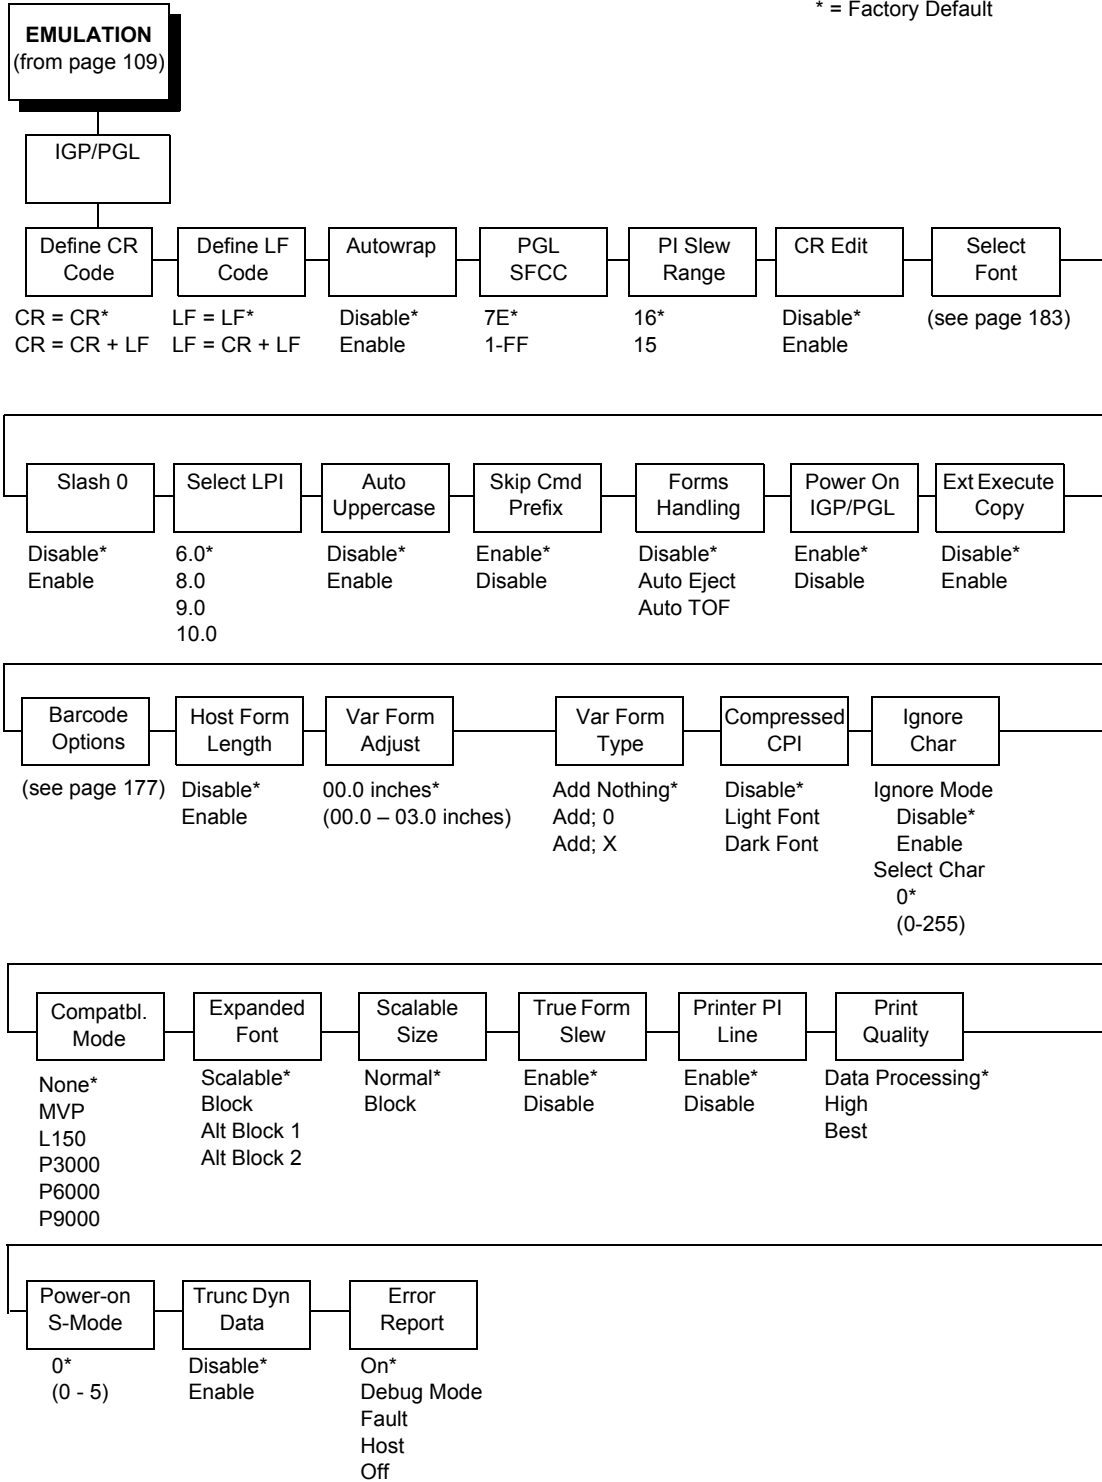 * = Factory Default
EMULATION
(from page 109)
IGP/PGL
Define CR
Code
CR = CR*
CR = CR + LF
Define LF
Code
LF = LF*
LF = CR + LF
Autowrap
Disable*
Enable
PGL
SFCC
7E*
1-FF
PI Slew
Range
16*
15
CR Edit
Disable*
Enable
Select
Font
(see page 183)
Slash 0
Disable*
Enable
Select LPI
6.0*
8.0
9.0
10.0
Auto
Uppercase
Disable*
Enable
Skip Cmd
Prefix
Enable*
Disable
Forms
Handling
Disable*
Auto Eject
Auto TOF
Power On
IGP/PGL
Enable*
Disable
Ext Execute
Copy
Disable*
Enable
Barcode
Options
(see page 177)
Host Form
Length
Disable*
Enable
Var Form
Adjust
00.0 inches*
(00.0 – 03.0 inches)
Var Form
Type
Add Nothing*
Add; 0
Add; X
Compressed
CPI
Disable*
Light Font
Dark Font
Ignore
Char
Ignore Mode
Disable*
Enable
Select Char
0*
(0-255)
Compatbl.
Mode
None*
MVP
L150
P3000
P6000
P9000
Expanded
Font
Scalable*
Block
Alt Block 1
Alt Block 2
Scalable
Size
Normal*
Block
True Form
Slew
Enable*
Disable
Printer PI
Line
Enable*
Disable
Print
Quality
Data Processing*
High
Best
Power-on
S-Mode
0*
(0 - 5)
Trunc Dyn
Data
Disable*
Enable
Error
Report
On*
Debug Mode
Fault
Host
Off